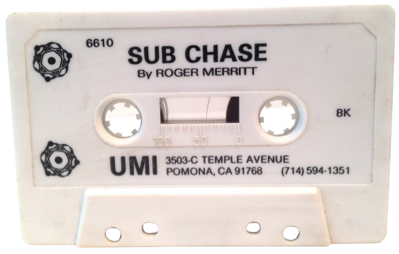 6610
SUB CHASE
By ROGER MERRITT
8K
100 50 0
UMI
3503-C TEMPLE AVENUE
POMONA, CA 91768 (714) 594-1351